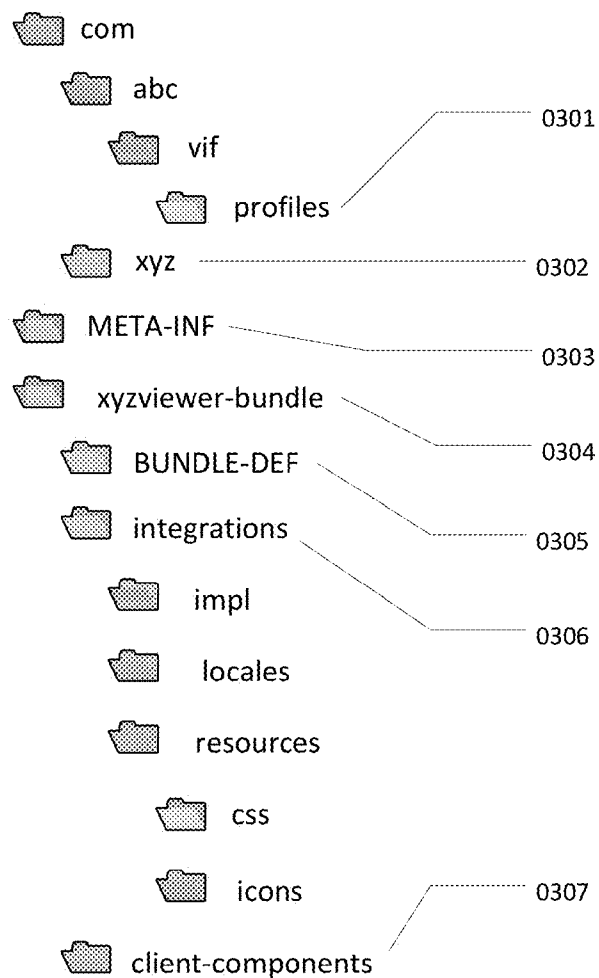 com
abc
0301
vif
profiles
xyz
0302
META-INF
0303
xyzviewer-bundle
0304
BUNDLE-DEF
integrations
0305
impl
0306
locales
resources
css
icons
0307
client-components